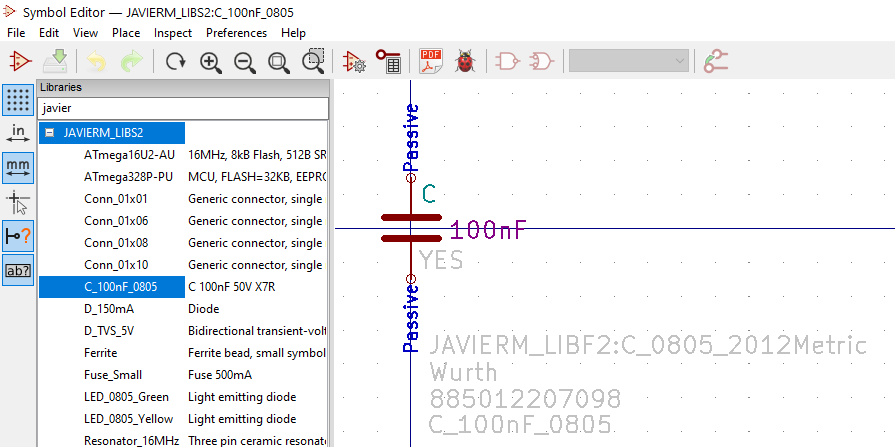 Symbol Editor — JAVIERM_LIBS2:C_100nF_0805
File Edit View Place Inspect Preferences Help
PDF
Libraries
javier
in
mm
?
ab?
JAVIERM_LIBS2
ATmega16U2-AU 16MHz, 8kB Flash, 512B SR
ATmega328P-PU MCU, FLASH=32KB, EEPR
Conn_01x01 Generic connector, single
Conn_01x06 Generic connector, single
Conn_01x08 Generic connector, single
Conn_01x10 Generic connector, single
C_100nF_0805 C 100nF 50V X7R
D_150mA Diode
D_TVS_5V Bidirectional transient-volt
Ferrite Ferrite bead, small symbol
Fuse_Small Fuse 500mA
LED_0805_Green Light emitting diode
LED_0805_Yellow Light emitting diode
Resonator_16MHz Three pin ceramic resonat
Passive
C
100nF
YES
Passive
JAVIERM_LIBF2:C_0805_2012Metric
Wurth
885012207098
C_100nF_0805